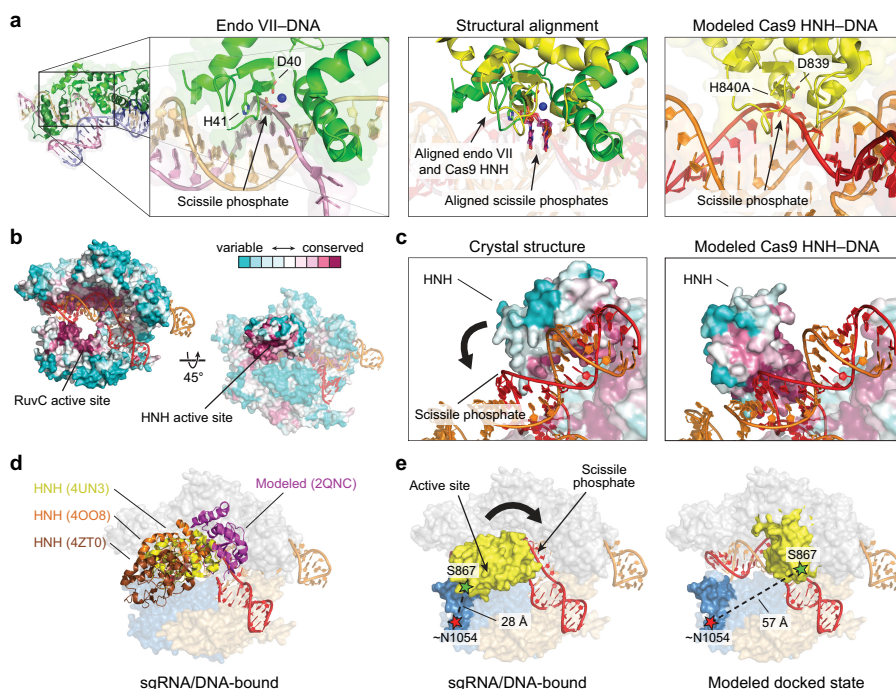 a
Endo VII–DNA
Structural alignment
Modeled Cas9 HNH–DNA
D40
H41
Scissile phosphate
Aligned endo VII
and Cas9 HNH
Aligned scissile phosphates
D839
H840A
Scissile phosphate
b
variable ↔ conserved
RuvC active site
45°
HNH active site
c
Crystal structure
Modeled Cas9 HNH–DNA
HNH
Scissile phosphate
HNH
d
HNH (4UN3)
HNH (4OO8)
HNH (4ZT0)
Modeled (2QNC)
sgRNA/DNA-bound
e
Active site
Scissile
phosphate
S867
28 Å
~N1054
sgRNA/DNA-bound
S867
57 Å
~N1054
Modeled docked state